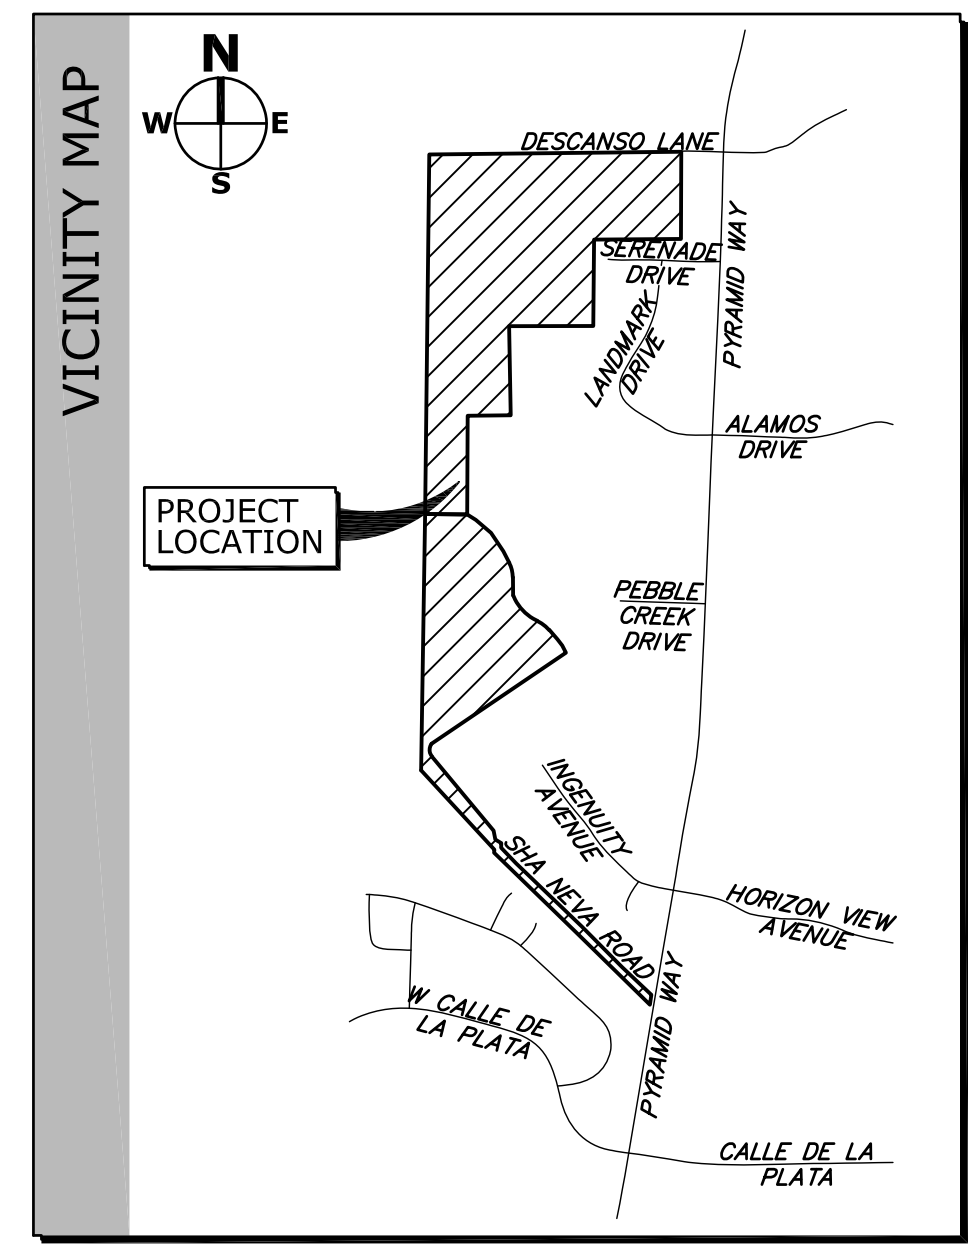 VICINITY MAP
N
W
E
S
DESCANSO LANE
PYRAMID WAY
SERENADE
DRIVE
LANDMARK
DRIVE
ALAMOS
DRIVE
PROJECT
LOCATION
PEBBLE
CREEK
DRIVE
INGENUITY
AVENUE
SHA NEVA ROAD
HORIZON VIEW
AVENUE
PYRAMID WAY
W CALLE DE
LA PLATA
CALLE DE LA
PLATA